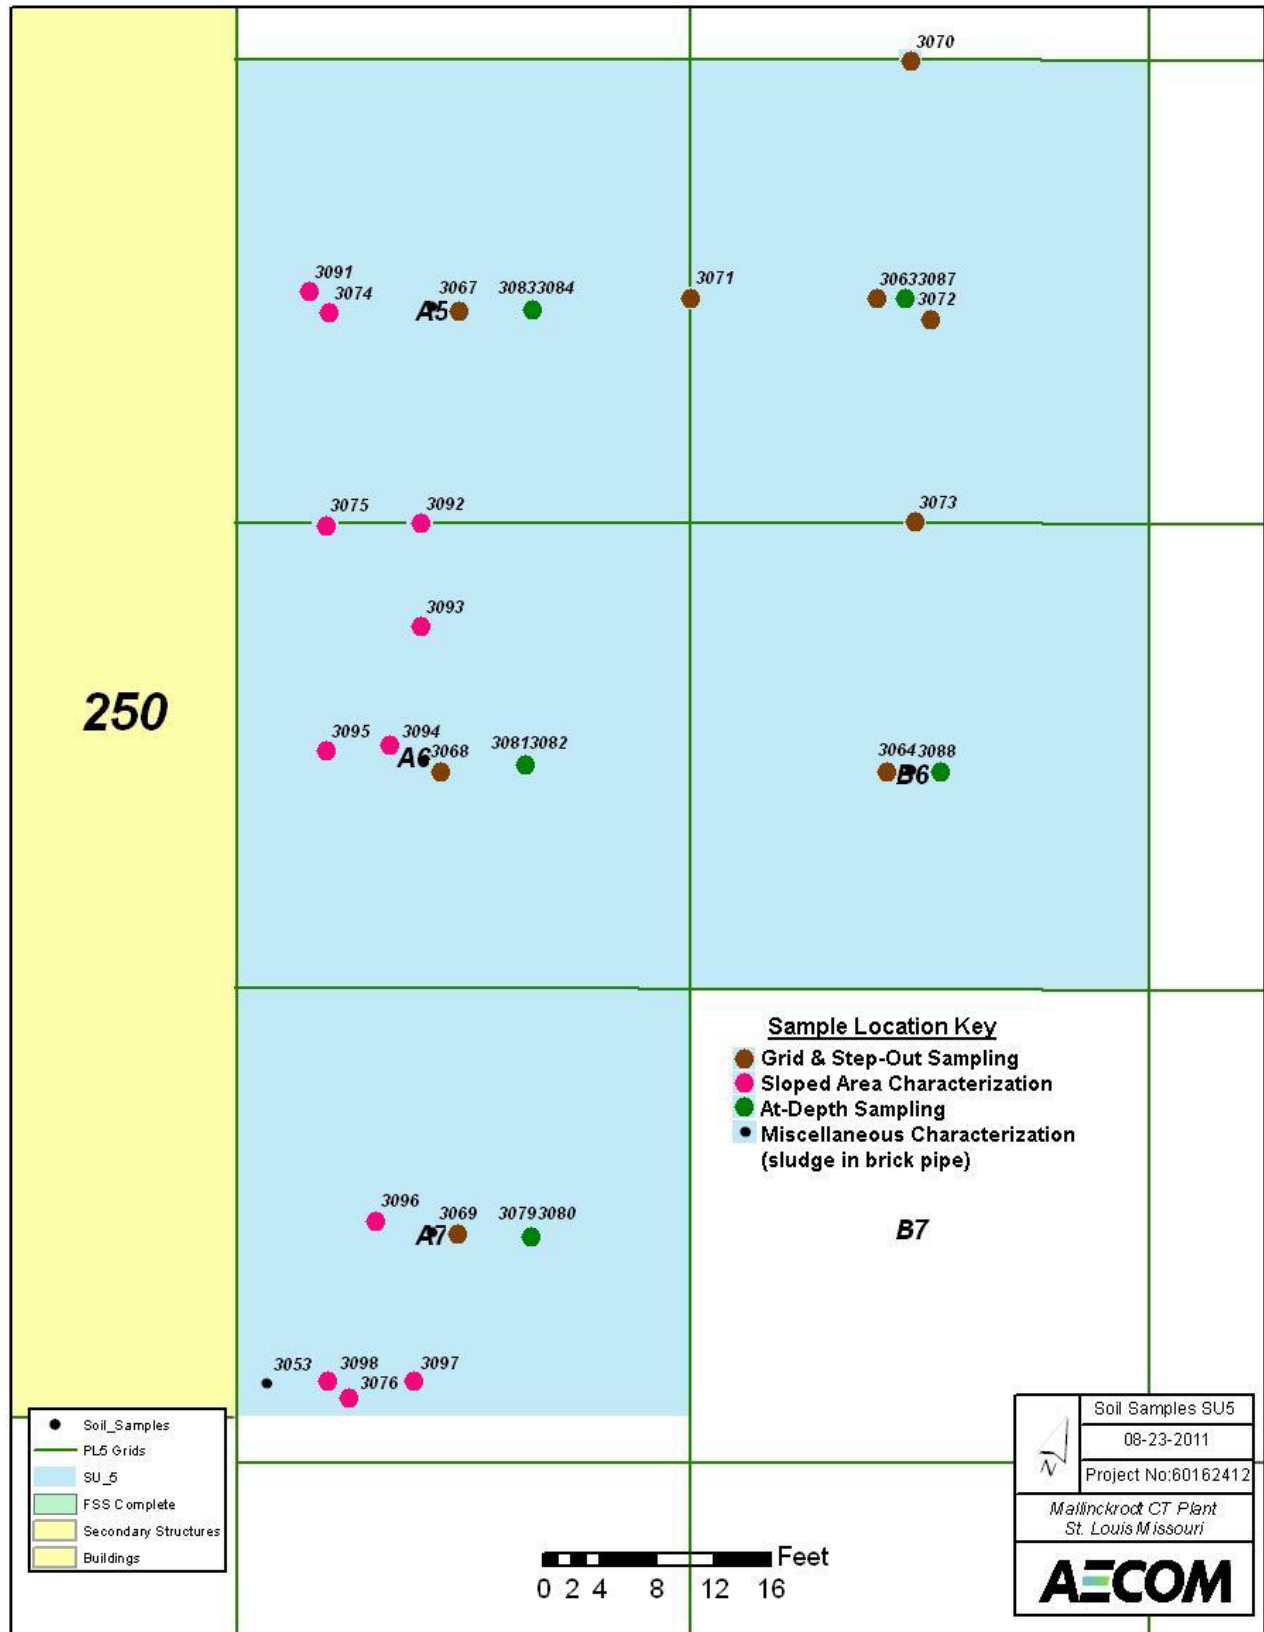 3070
3091
3074
3067
30833084
3071
30633087
3072
A5
3075
3092
3073
3093
250
3095
3094
3068
30813082
30643088
A6
B6
Sample Location Key
Grid & Step-Out Sampling
Sloped Area Characterization
At-Depth Sampling
Miscellaneous Characterization
(sludge in brick pipe)
3096
3069
30793080
A7
B7
3053
3098
3076
3097
Soil_Samples
PL5 Grids
SU_5
FSS Complete
Secondary Structures
Buildings
Feet
0 2 4 8 12 16
N
Soil Samples SU5
08-23-2011
Project No:60162412
Mallinckrodt CT Plant
St. Louis Missouri
AECOM